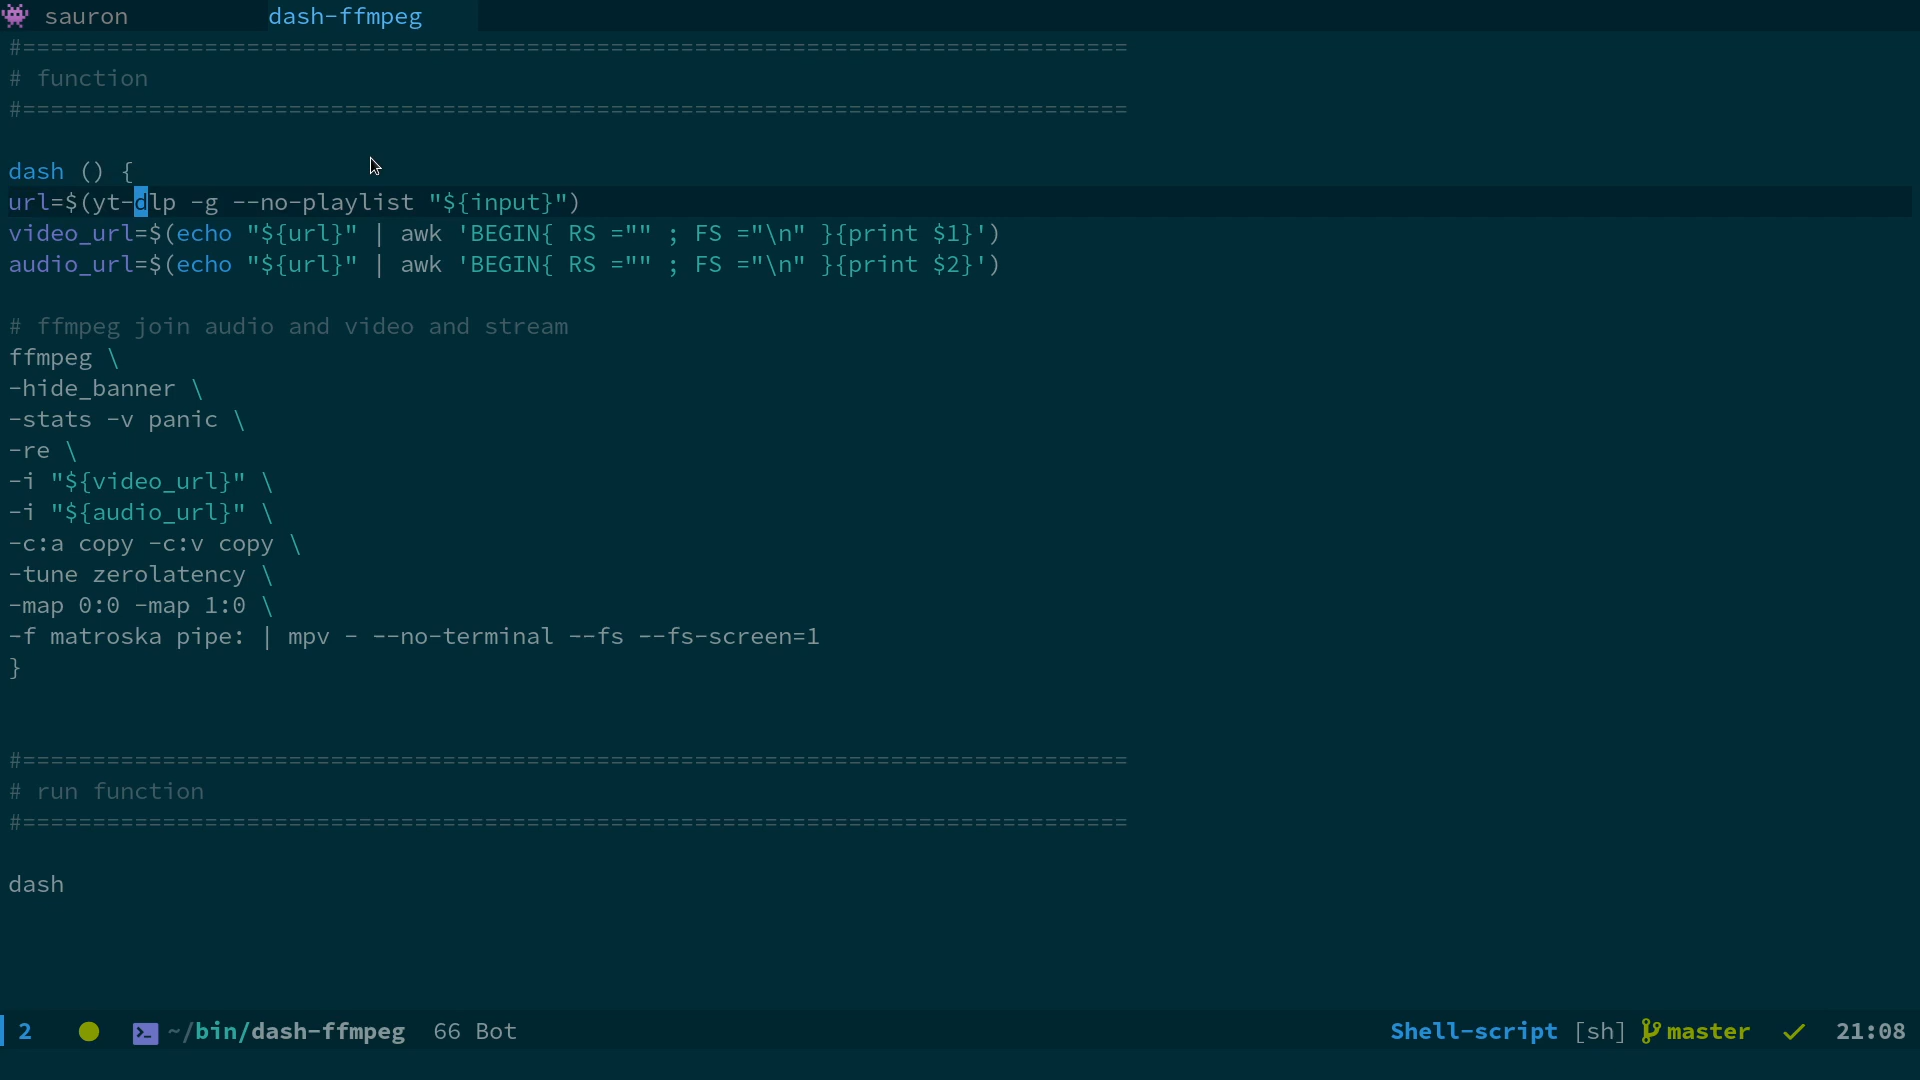 sauron dash-ffmpeg
#===============================================================================
# function
#===============================================================================
dash () {
url=$(yt-dlp -g --no-playlist "${input}")
video_url=$(echo "${url}" | awk 'BEGIN{ RS ="" ; FS ="\n" }{print $1}')
audio_url=$(echo "${url}" | awk 'BEGIN{ RS ="" ; FS ="\n" }{print $2}')
# ffmpeg join audio and video and stream
ffmpeg \
-hide_banner \
-stats -v panic \
-re \
-i "${video_url}" \
-i "${audio_url}" \
-c:a copy -c:v copy \
-tune zerolatency \
-map 0:0 -map 1:0 \
-f matroska pipe: | mpv - --no-terminal --fs --fs-screen=1
}
#===============================================================================
# run function
#===============================================================================
dash
2 ~/bin/dash-ffmpeg 66 Bot Shell-script [sh] master 21:08